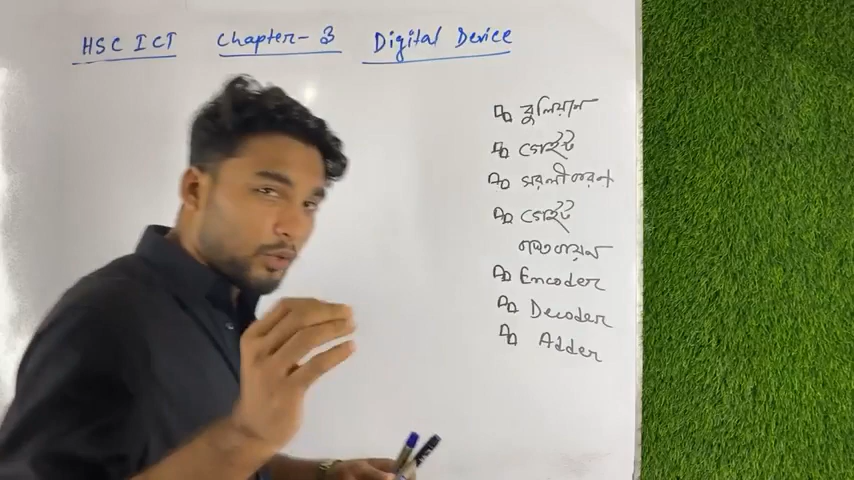 HSC ICT Chapter-3 Digital Device
বুলিয়ান
গেইট
সরলীকরণ
গেইট
বাস্তবায়ন
Encoder
Decoder
Adder